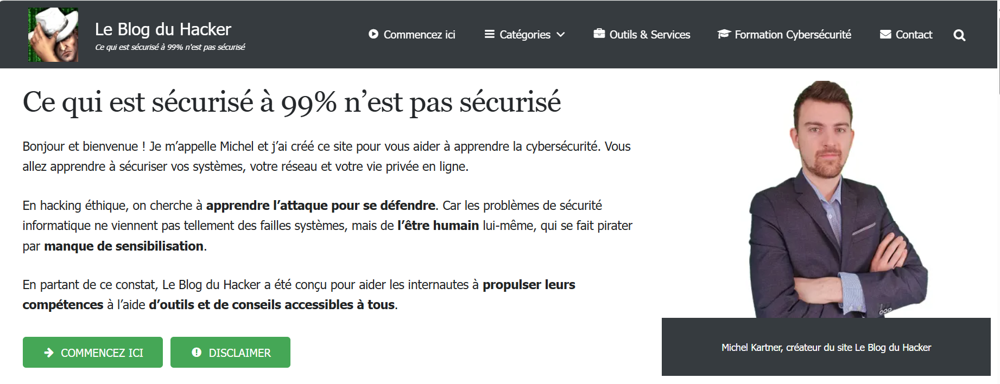 Le Blog du Hacker
Ce qui est sécurisé à 99% n'est pas sécurisé
Commencez ici
Catégories
Outils & Services
Formation Cybersécurité
Contact
Ce qui est sécurisé à 99% n’est pas sécurisé
Bonjour et bienvenue ! Je m’appelle Michel et j’ai créé ce site pour vous aider à apprendre la cybersécurité. Vous
allez apprendre à sécuriser vos systèmes, votre réseau et votre vie privée en ligne.
En hacking éthique, on cherche à apprendre l’attaque pour se défendre. Car les problèmes de sécurité
informatique ne viennent pas tellement des failles systèmes, mais de l’être humain lui-même, qui se fait pirater
par manque de sensibilisation.
En partant de ce constat, Le Blog du Hacker a été conçu pour aider les internautes à propulser leurs
compétences à l’aide d’outils et de conseils accessibles à tous.
COMMENCEZ ICI
DISCLAIMER
Michel Kartner, créateur du site Le Blog du Hacker